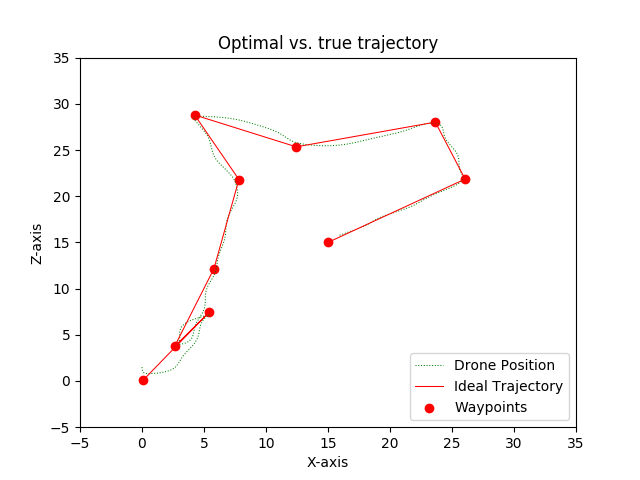 Optimal vs. true trajectory
35
30
25
20
15
10
5
0
−5
Z-axis
−5 0 5 10 15 20 25 30 35
X-axis
Drone Position
Ideal Trajectory
Waypoints